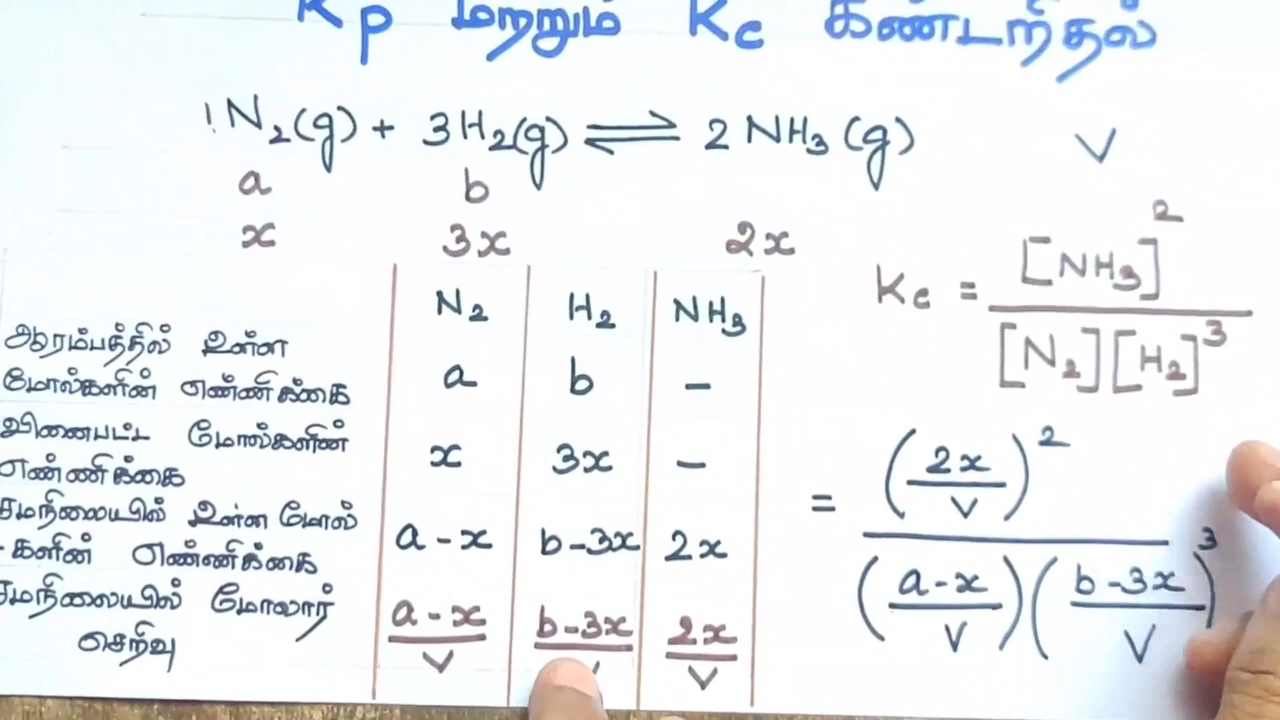 Kp மற்றும் Kc கண்டறிதல்
1N₂(g) + 3H₂(g) ⇌ 2NH₃(g) V
a b
x 3x 2x
N₂ H₂ NH₃
ஆரம்பத்தில் உள்ள
மோல்களின் எண்ணிக்கை a b –
வினைபட்ட மோல்களின்
எண்ணிக்கை x 3x –
சமநிலையில் உள்ள மோல்
-களின் எண்ணிக்கை a-x b-3x 2x
சமநிலையில் மோலார்
செறிவு a-x/V b-3x/V 2x/V
Kc = [NH₃]² / [N₂][H₂]³
= (2x/V)² / (a-x/V)(b-3x/V)³